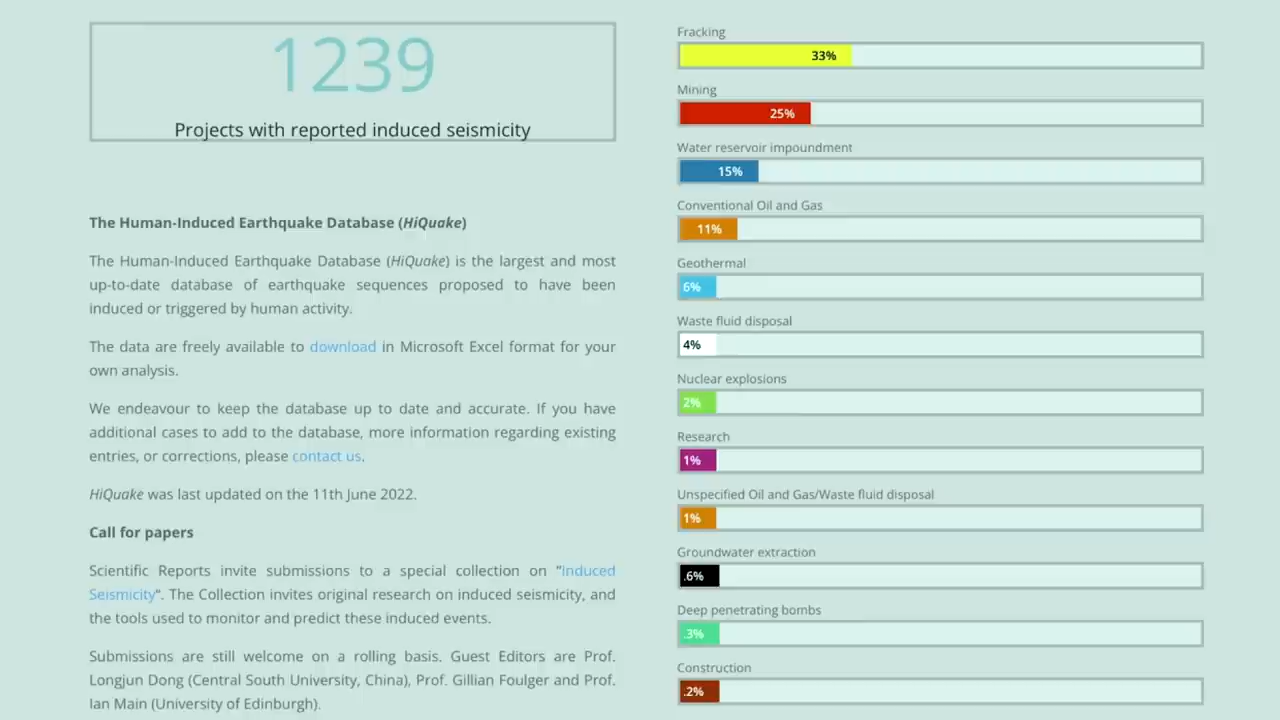 1239
Projects with reported induced seismicity
The Human-Induced Earthquake Database (HiQuake)
The Human-Induced Earthquake Database (HiQuake) is the largest and most
up-to-date database of earthquake sequences proposed to have been
induced or triggered by human activity.
The data are freely available to download in Microsoft Excel format for your
own analysis.
We endeavour to keep the database up to date and accurate. If you have
additional cases to add to the database, more information regarding existing
entries, or corrections, please contact us.
HiQuake was last updated on the 11th June 2022.
Call for papers
Scientific Reports invite submissions to a special collection on "Induced
Seismicity". The Collection invites original research on induced seismicity, and
the tools used to monitor and predict these induced events.
Submissions are still welcome on a rolling basis. Guest Editors are Prof.
Longjun Dong (Central South University, China), Prof. Gillian Foulger and Prof.
Ian Main (University of Edinburgh).
Fracking
33%
Mining
25%
Water reservoir impoundment
15%
Conventional Oil and Gas
11%
Geothermal
6%
Waste fluid disposal
4%
Nuclear explosions
2%
Research
1%
Unspecified Oil and Gas/Waste fluid disposal
1%
Groundwater extraction
.6%
Deep penetrating bombs
.3%
Construction
.2%